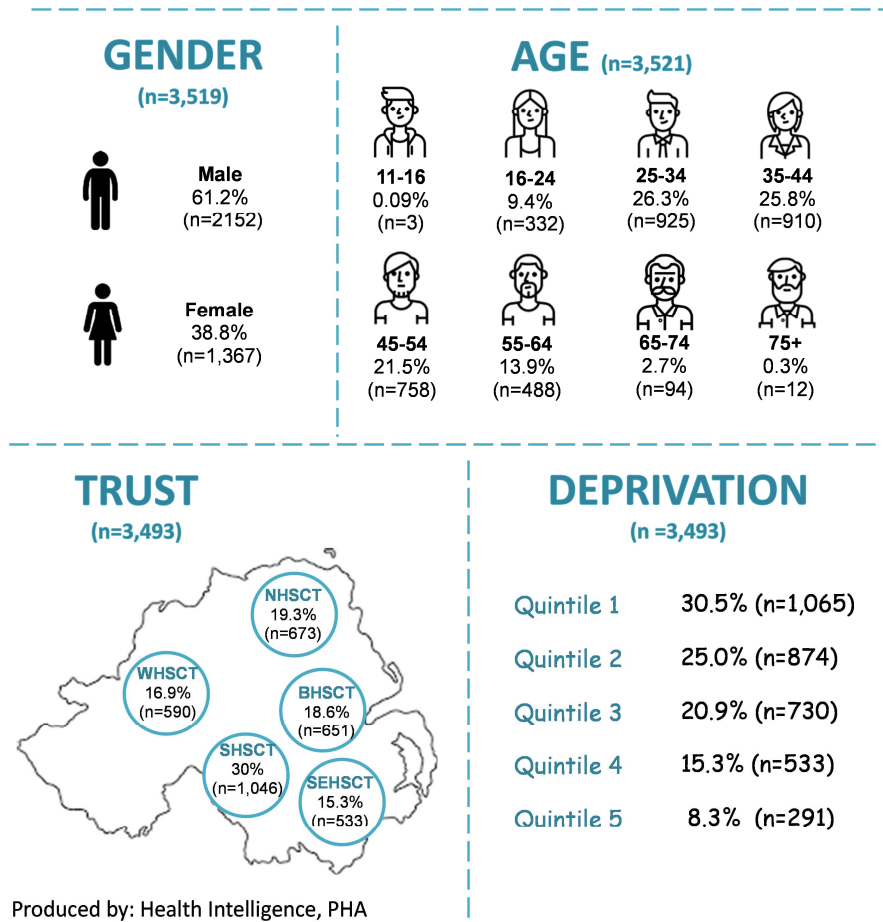 GENDER
(n=3,519)
Male
61.2%
(n=2152)
Female
38.8%
(n=1,367)
AGE (n=3,521)
11-16
0.09%
(n=3)
16-24
9.4%
(n=332)
25-34
26.3%
(n=925)
35-44
25.8%
(n=910)
45-54
21.5%
(n=758)
55-64
13.9%
(n=488)
65-74
2.7%
(n=94)
75+
0.3%
(n=12)
TRUST
(n=3,493)
NHSCT
19.3%
(n=673)
WHSCT
16.9%
(n=590)
BHSCT
18.6%
(n=651)
SHSCT
30%
(n=1,046)
SEHSCT
15.3%
(n=533)
DEPRIVATION
(n =3,493)
Quintile 1 30.5% (n=1,065)
Quintile 2 25.0% (n=874)
Quintile 3 20.9% (n=730)
Quintile 4 15.3% (n=533)
Quintile 5 8.3% (n=291)
Produced by: Health Intelligence, PHA